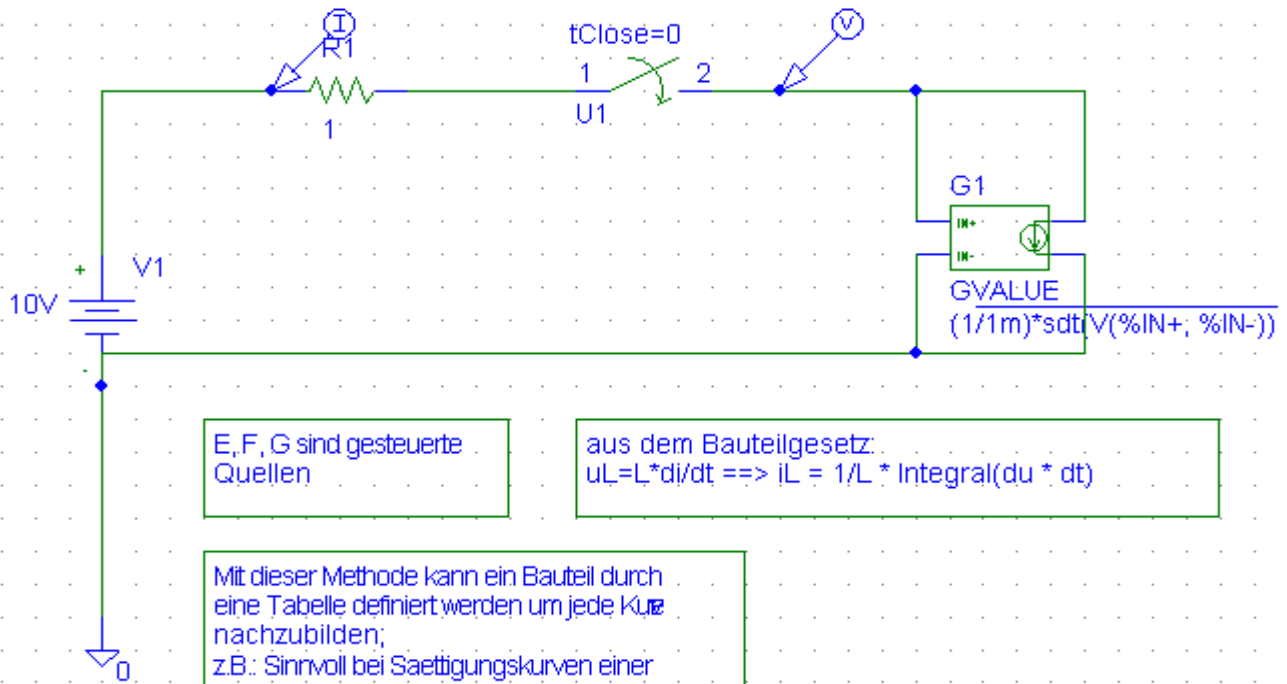 I
R1
1
tClose=0
1
2
U1
V
G1
IN+
IN-
GVALUE
(1/1m)*sdt(V(%IN+, %IN-))
+
V1
10V
-
0
E,F, G sind gesteuerte
Quellen
aus dem Bauteilgesetz:
uL=L*di/dt ==> iL = 1/L * Integral(du * dt)
Mit dieser Methode kann ein Bauteil durch
eine Tabelle definiert werden um jede
nachzubilden;
z.B.: Sinnvoll bei Saettigungskurven einer